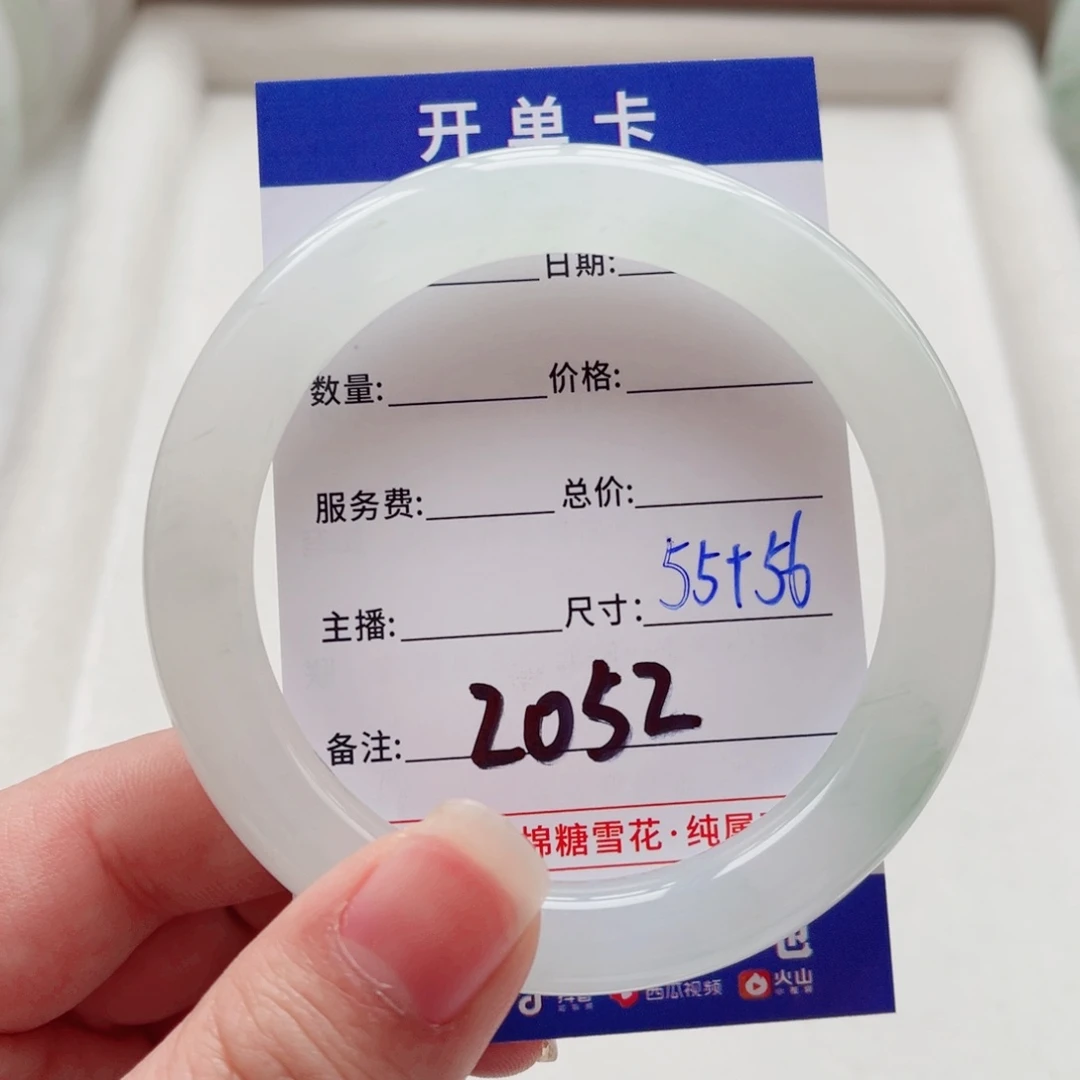 开单卡
日期:
数量: 价格:
服务费: 总价:
主播: 尺寸: 55+56
备注: 2052
棉糖雪花·纯属
西瓜视频 火山